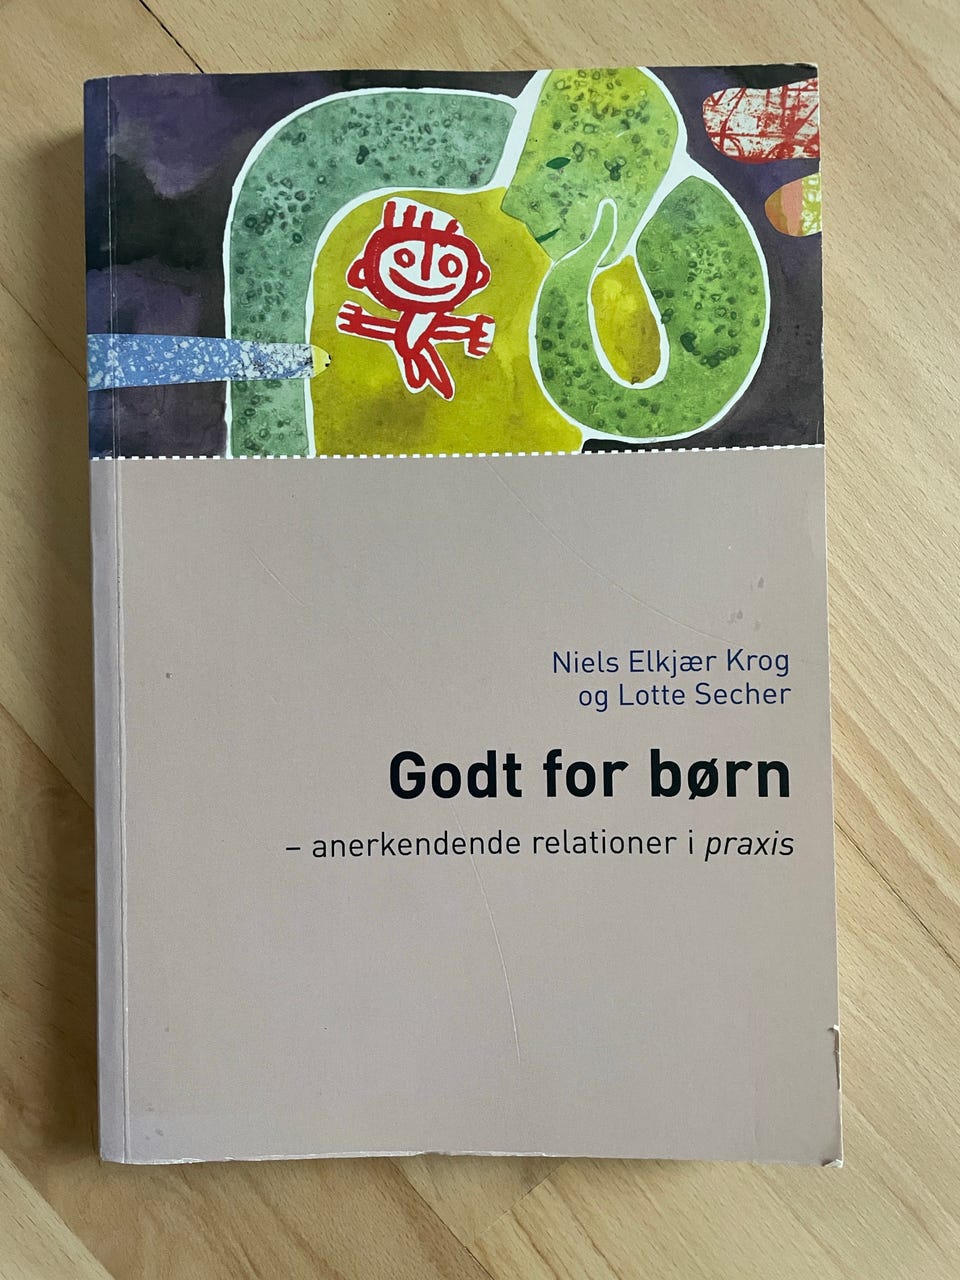 Niels Elkjær Krog
og Lotte Secher
Godt for børn
– anerkendende relationer i praxis